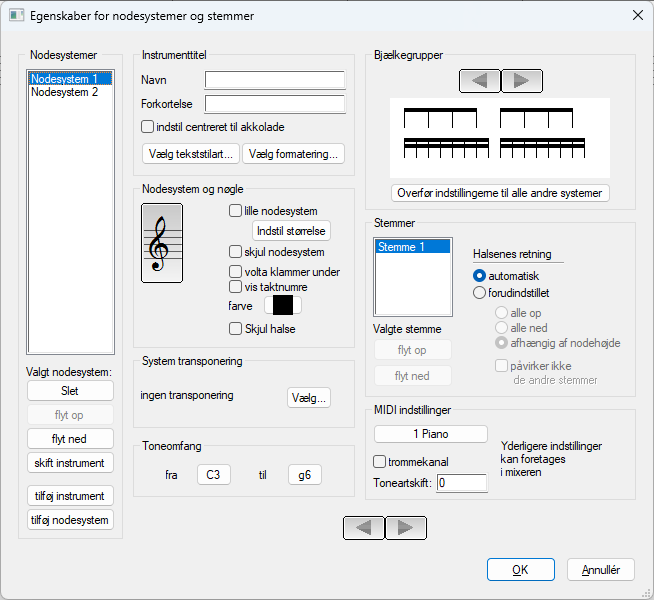 Egenskaber for nodesystemer og stemmer
Nodesystemer
Nodesystem 1
Nodesystem 2
Valgt nodesystem:
Slet
flyt op
flyt ned
skift instrument
tilføj instrument
tilføj nodesystem
Instrumenttitel
Navn
Forkortelse
indstil centreret til akkolade
Vælg tekststilart...
Vælg formatering...
Nodesystem og nøgle
lille nodesystem
Indstil størrelse
skjul nodesystem
volta klammer under
vis taktnumre
farve
Skjul halse
System transponering
ingen transponering
Vælg...
Toneomfang
fra
C3
til
g6
Bjælkegrupper
Overfør indstillingerne til alle andre systemer
Stemmer
Stemme 1
Valgte stemme
flyt op
flyt ned
Halsenes retning
automatisk
forudindstillet
alle op
alle ned
afhængig af nodehøjde
påvirker ikke
de andre stemmer
MIDI indstillinger
1 Piano
trommekanal
Toneartskift:
0
Yderligere indstillinger
kan foretages
i mixeren
OK
Annullér